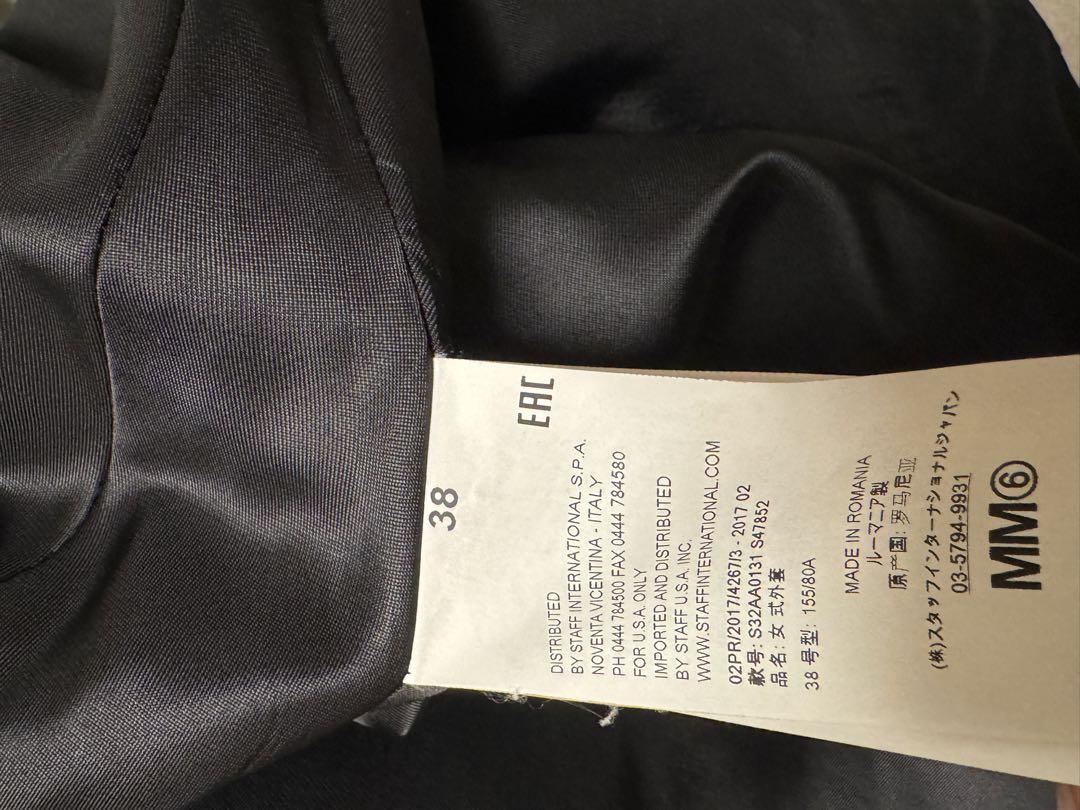 38
EAC
DISTRIBUTED
BY STAFF INTERNATIONAL S.P.A.
NOVENTA VICENTINA - ITALY
PH 0444 784500 FAX 0444 784580
FOR U.S.A. ONLY
IMPORTED AND DISTRIBUTED
BY STAFF U.S.A. INC.
WWW.STAFFINTERNATIONAL.COM
02PR/2017/4267/3 - 2017 02
款号: S32AA0131 S47852
品名: 女式外套
38 号型: 155/80A
MADE IN ROMANIA
ルーマニア製
原产国: 罗马尼亚
(株)スタッフインターナショナルジャパン
03-5794-9931
MM⑥